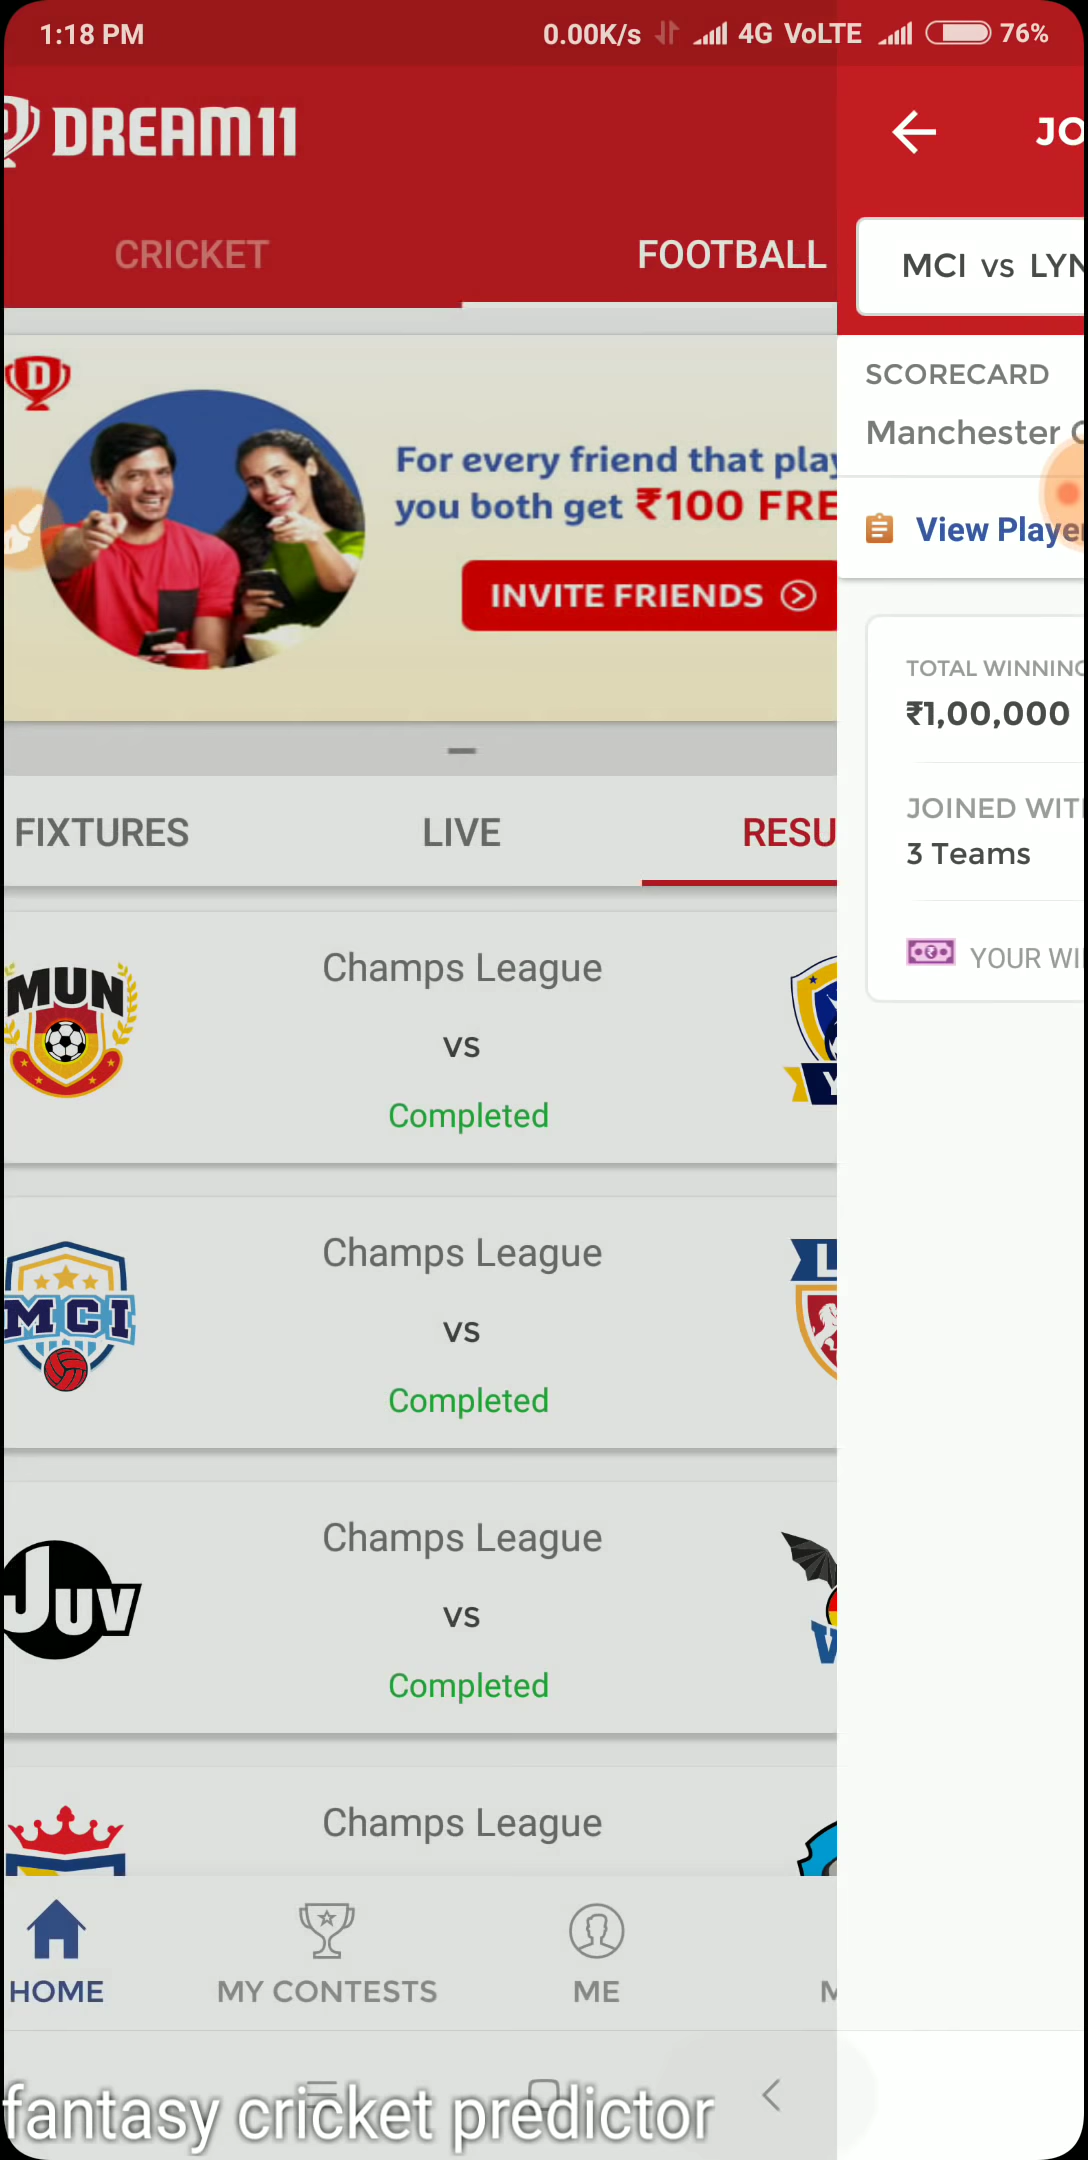 1:18 PM 0.00K/s 4G VoLTE 76%
DREAM11
CRICKET FOOTBALL
For every friend that play
you both get ₹100 FRE
INVITE FRIENDS
FIXTURES LIVE RESU
MUN Champs League
vs
Completed
Champs League
MCI vs
Completed
Champs League
JUV vs
Completed
Champs League
HOME MY CONTESTS ME M
fantasy cricket predictor
JO
MCI vs LYN
SCORECARD
Manchester C
View Player
TOTAL WINNING
₹1,00,000
JOINED WIT
3 Teams
YOUR WI